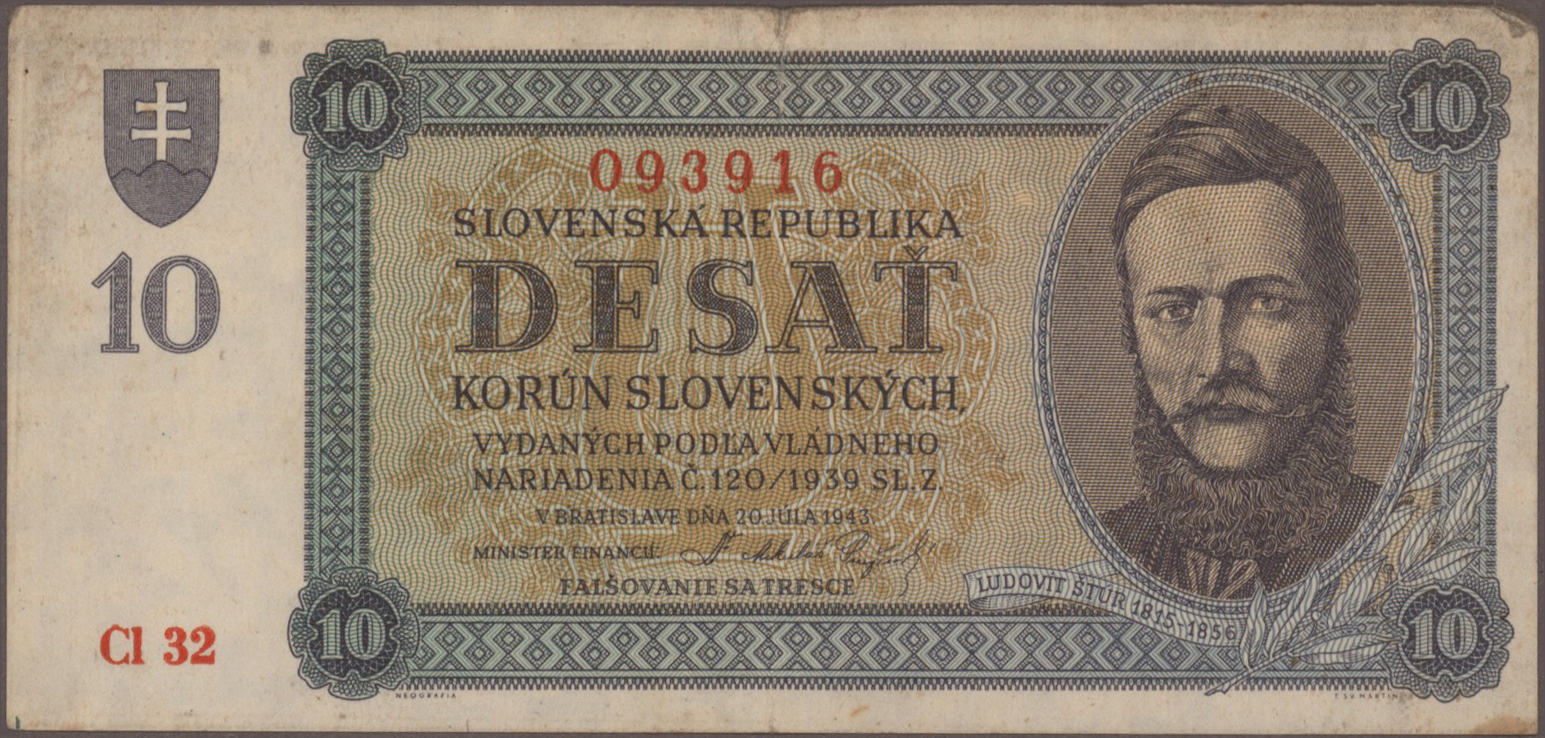 10
10
093916
SLOVENSKÁ REPUBLIKA
DESAŤ
KORÚN SLOVENSKÝCH,
VYDANÝCH PODĽA VLÁDNEHO
NARIADENIA Č. 120/1939 SL. Z.
V BRATISLAVE DŇA 20. JÚLA 1943.
MINISTER FINANCIÍ:
FALŠOVANIE SA TRESCE
10
ĽUDOVÍT ŠTÚR 1815-1856
Cl 32
10
10
NEOGRAFIA
T. SV. MARTIN